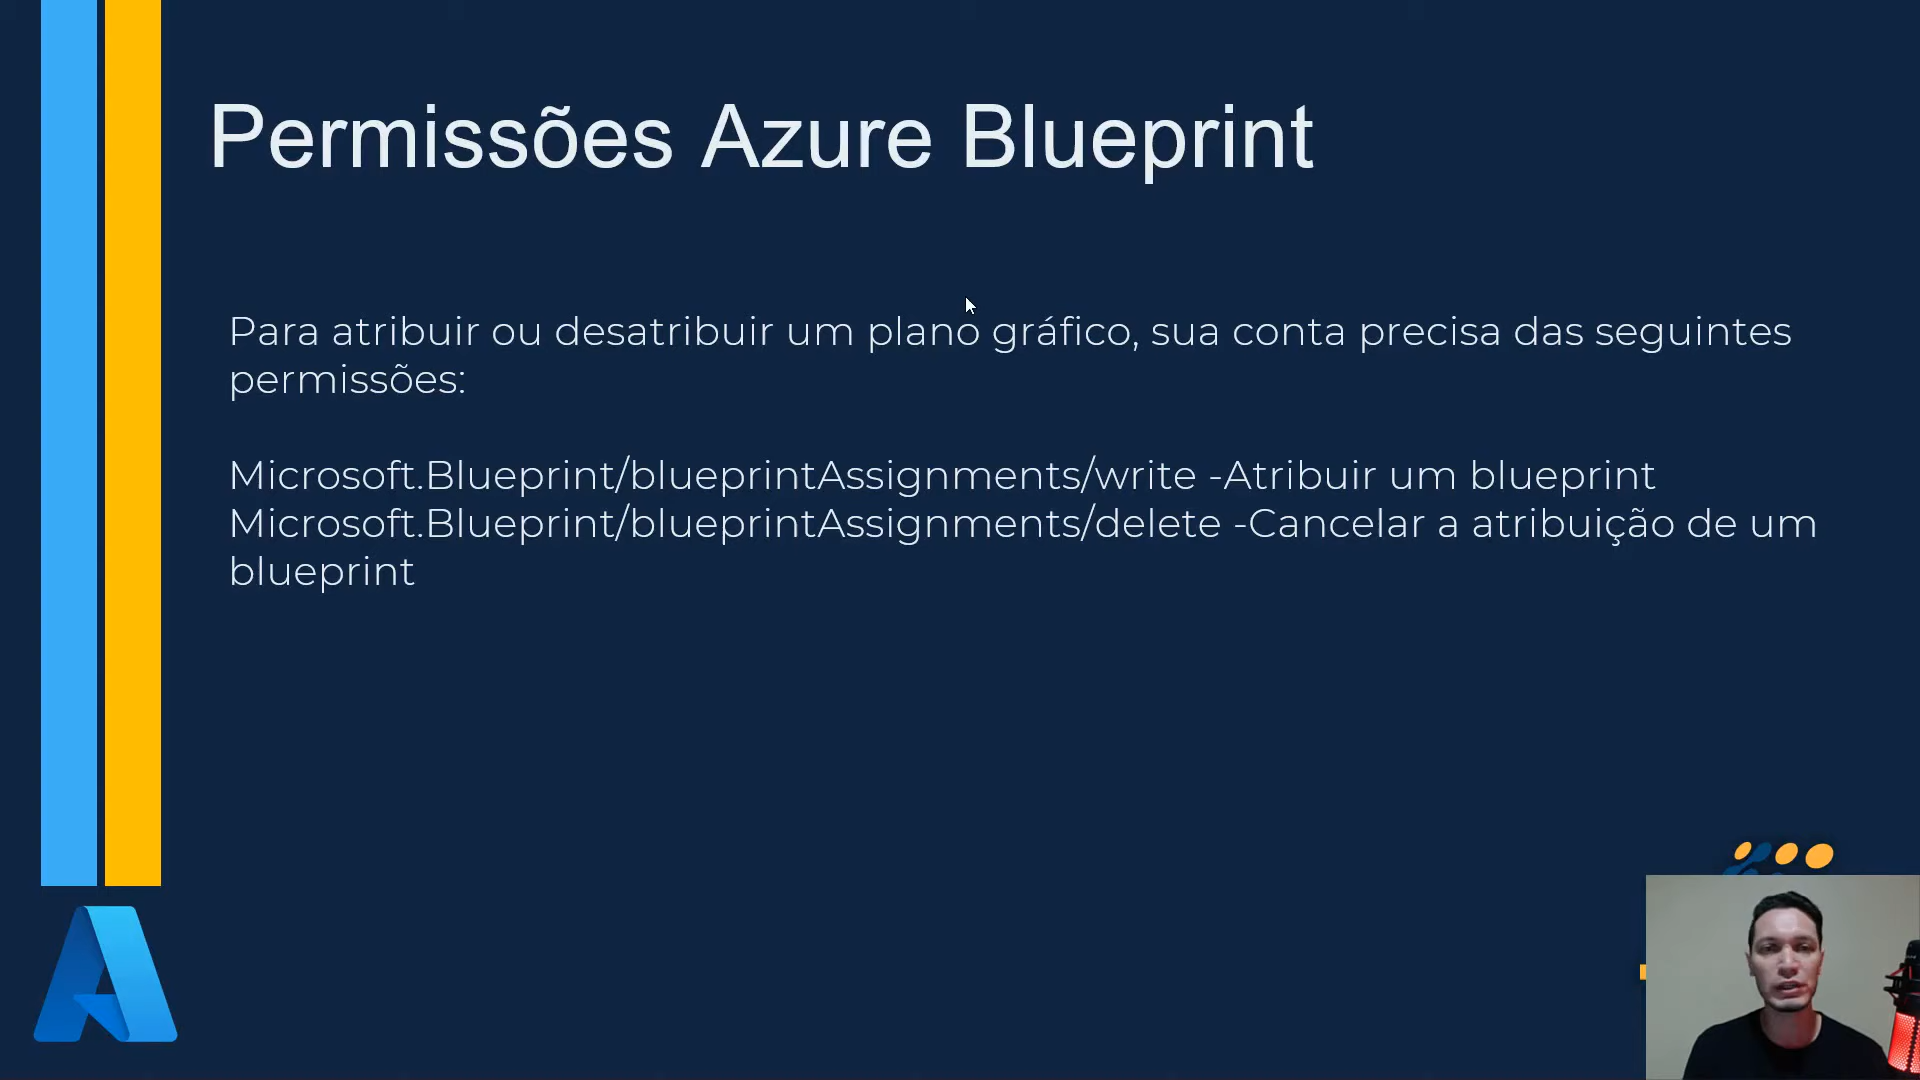 Permissões Azure Blueprint
Para atribuir ou desatribuir um plano gráfico, sua conta precisa das seguintes
permissões:
Microsoft.Blueprint/blueprintAssignments/write -Atribuir um blueprint
Microsoft.Blueprint/blueprintAssignments/delete -Cancelar a atribuição de um
blueprint